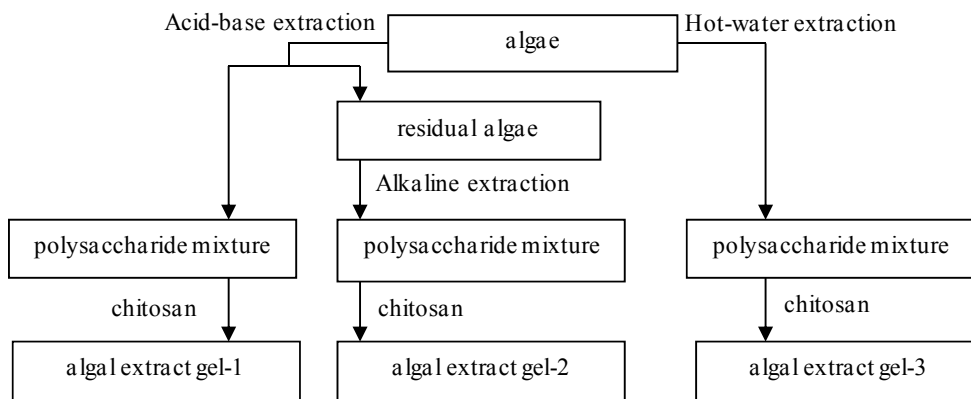 Acid-base extraction
algae
Hot-water extraction
residual algae
Alkaline extraction
polysaccharide mixture
polysaccharide mixture
polysaccharide mixture
chitosan
chitosan
chitosan
algal extract gel-1
algal extract gel-2
algal extract gel-3